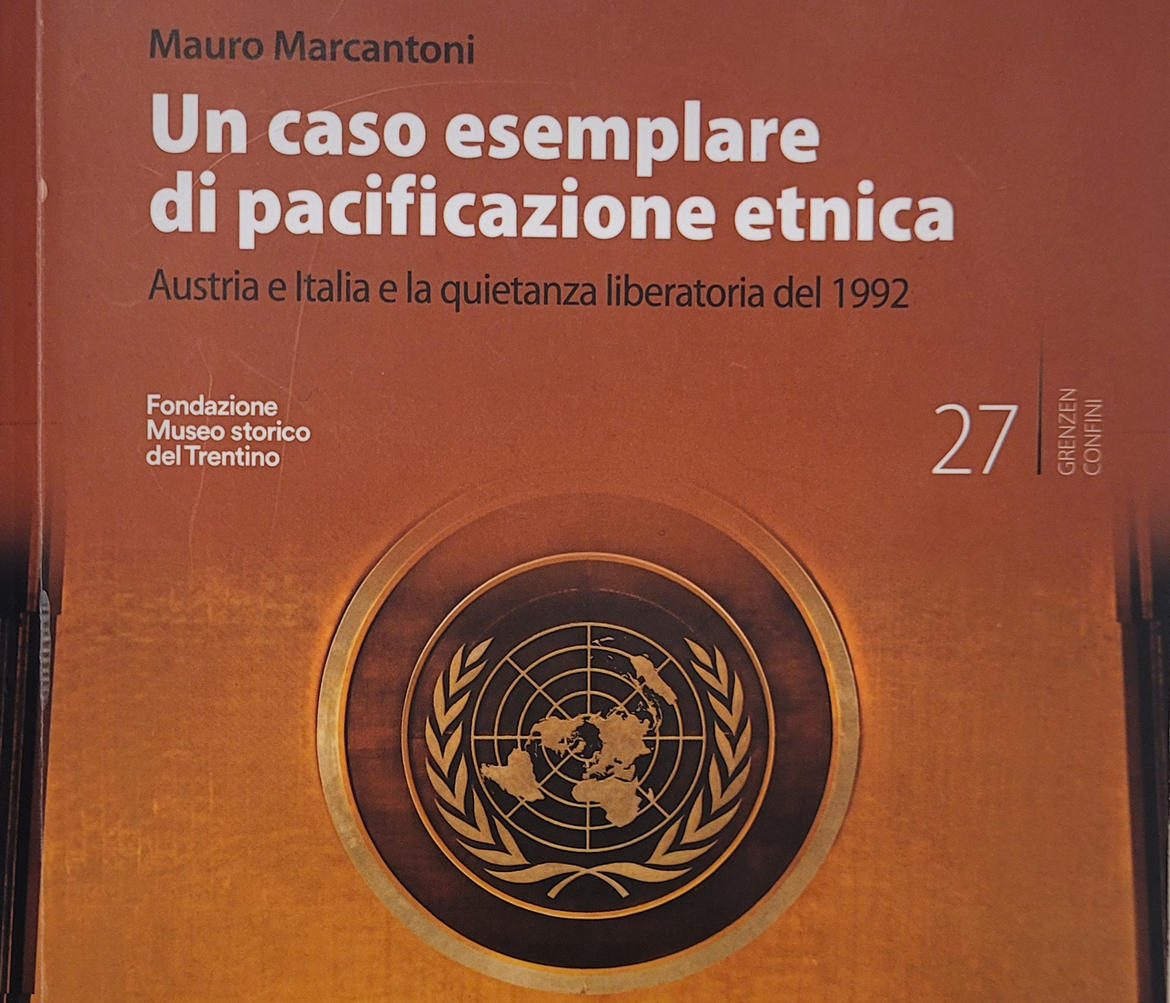 Mauro Marcantoni
Un caso esemplare
di pacificazione etnica
Austria e Italia e la quietanza liberatoria del 1992
Fondazione
Museo storico
del Trentino
27
GRENZEN
CONFINI